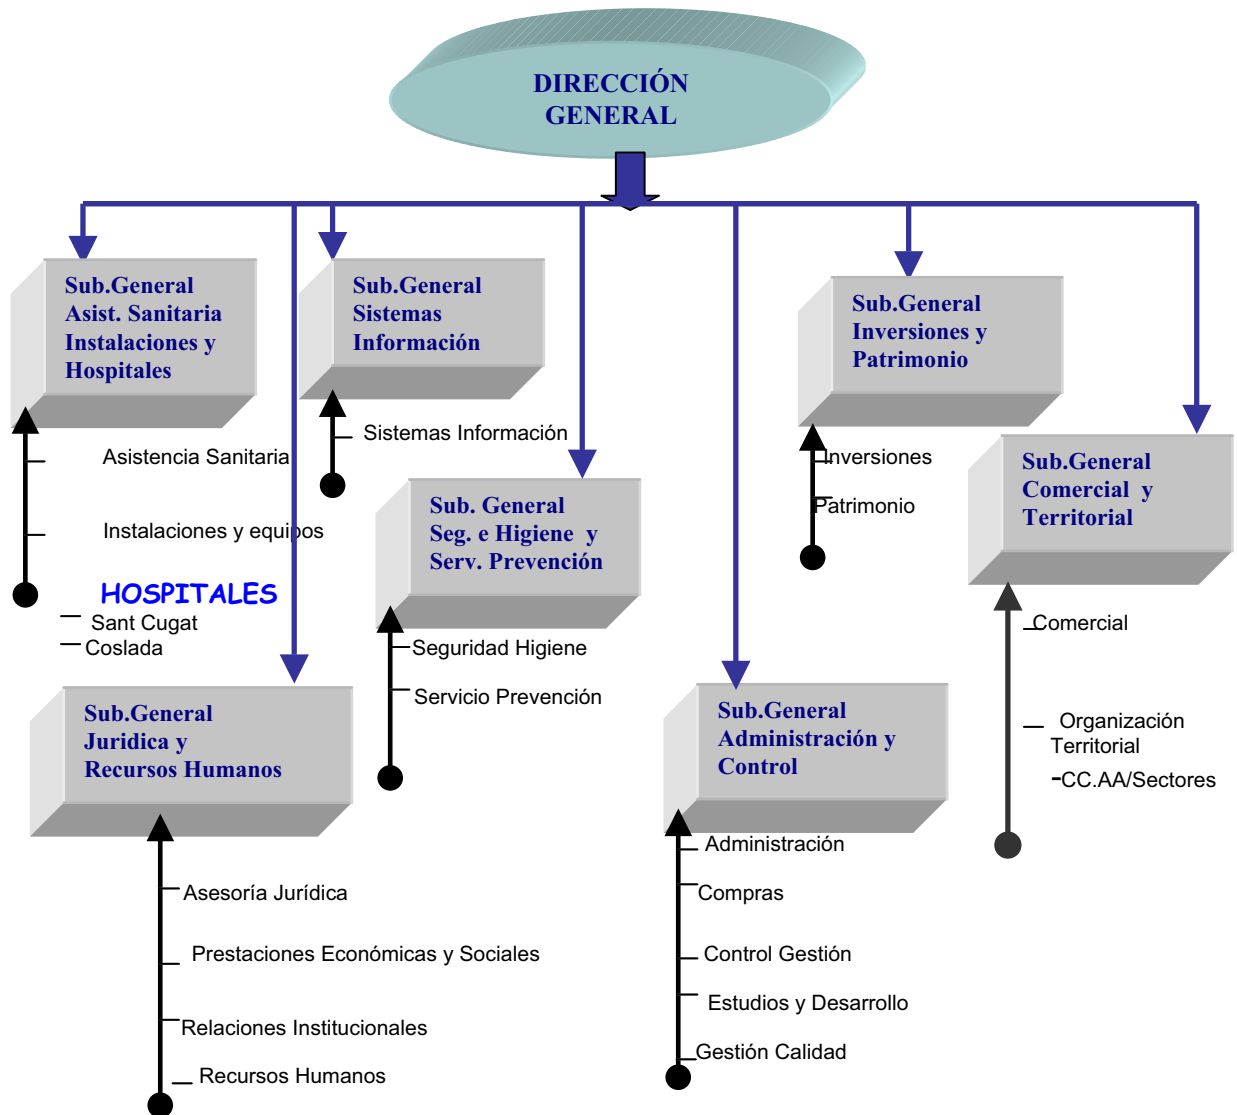 DIRECCIÓN
GENERAL
Sub.General
Asist. Sanitaria
Instalaciones y
Hospitales
Asistencia Sanitaria
Instalaciones y equipos
HOSPITALES
Sant Cugat
Coslada
Sub.General
Sistemas
Información
Sistemas Información
Sub. General
Seg. e Higiene y
Serv. Prevención
Seguridad Higiene
Servicio Prevención
Sub.General
Inversiones y
Patrimonio
Inversiones
Patrimonio
Sub.General
Comercial y
Territorial
Comercial
Organización
Territorial
-CC.AA/Sectores
Sub.General
Juridica y
Recursos Humanos
Asesoría Jurídica
Prestaciones Económicas y Sociales
Relaciones Institucionales
Recursos Humanos
Sub.General
Administración y
Control
Administración
Compras
Control Gestión
Estudios y Desarrollo
Gestión Calidad